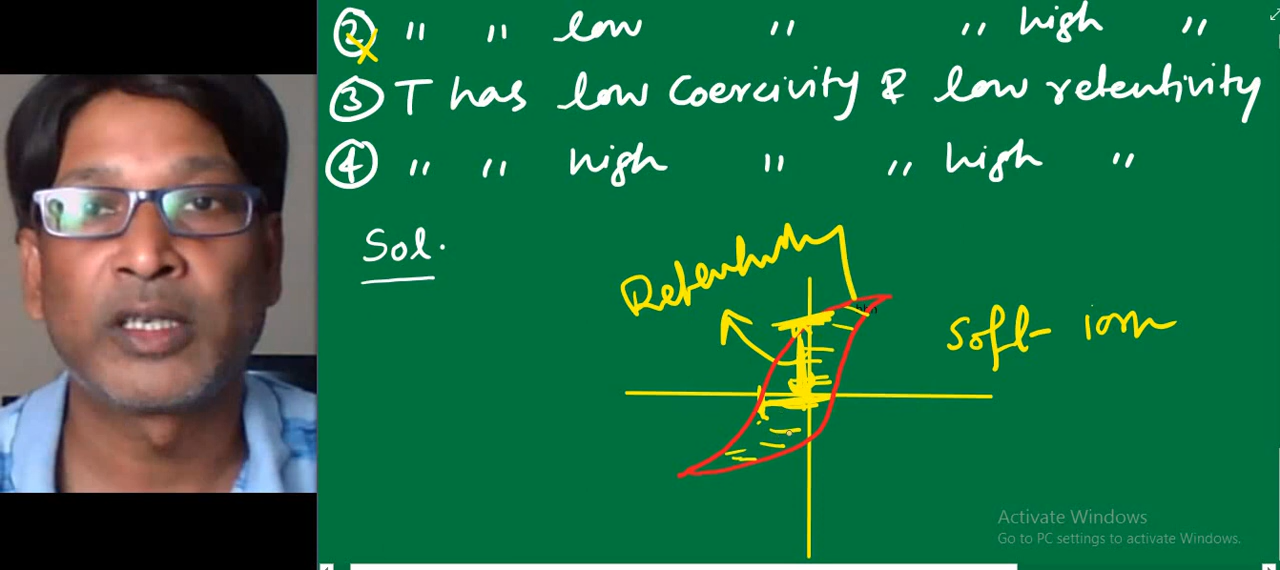 ② " " low " " high "
③ T has low Coercivity & low retentivity
④ " " high " " high "
Sol.
Retentivity
Soft iron
Activate Windows
Go to PC settings to activate Windows.